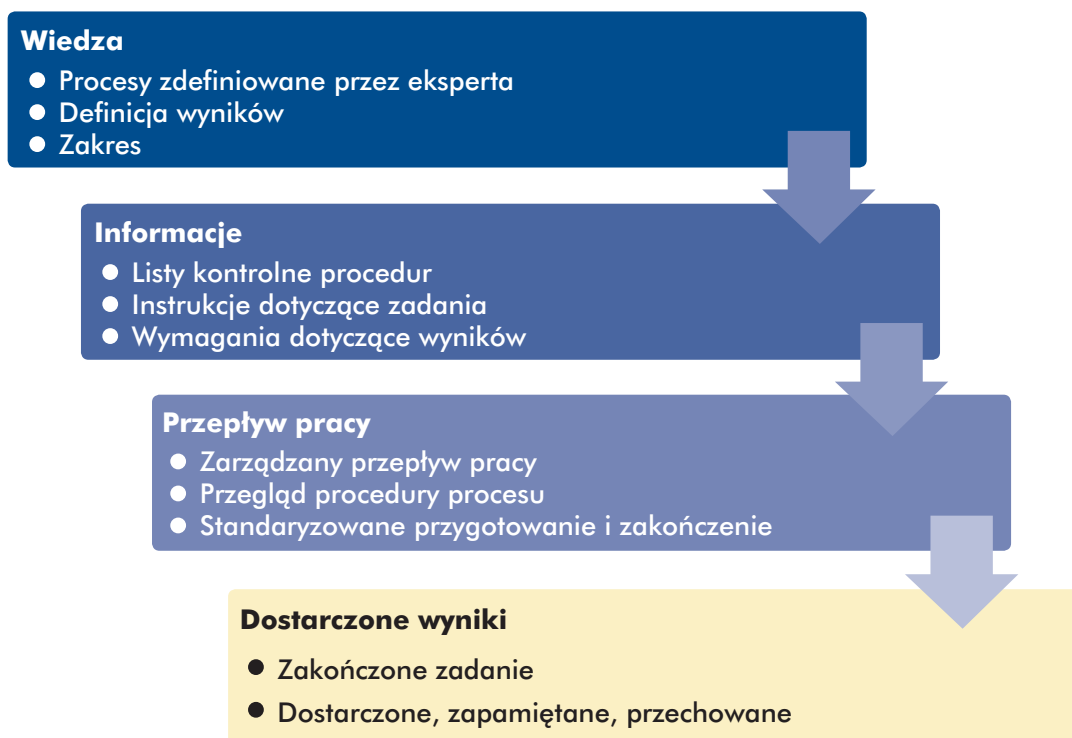 Wiedza
● Procesy zdefiniowane przez eksperta
● Definicja wyników
● Zakres
Informacje
● Listy kontrolne procedur
● Instrukcje dotyczące zadania
● Wymagania dotyczące wyników
Przepływ pracy
● Zarządzany przepływ pracy
● Przegląd procedury procesu
● Standaryzowane przygotowanie i zakończenie
Dostarczone wyniki
● Zakończone zadanie
● Dostarczone, zapamiętane, przechowane